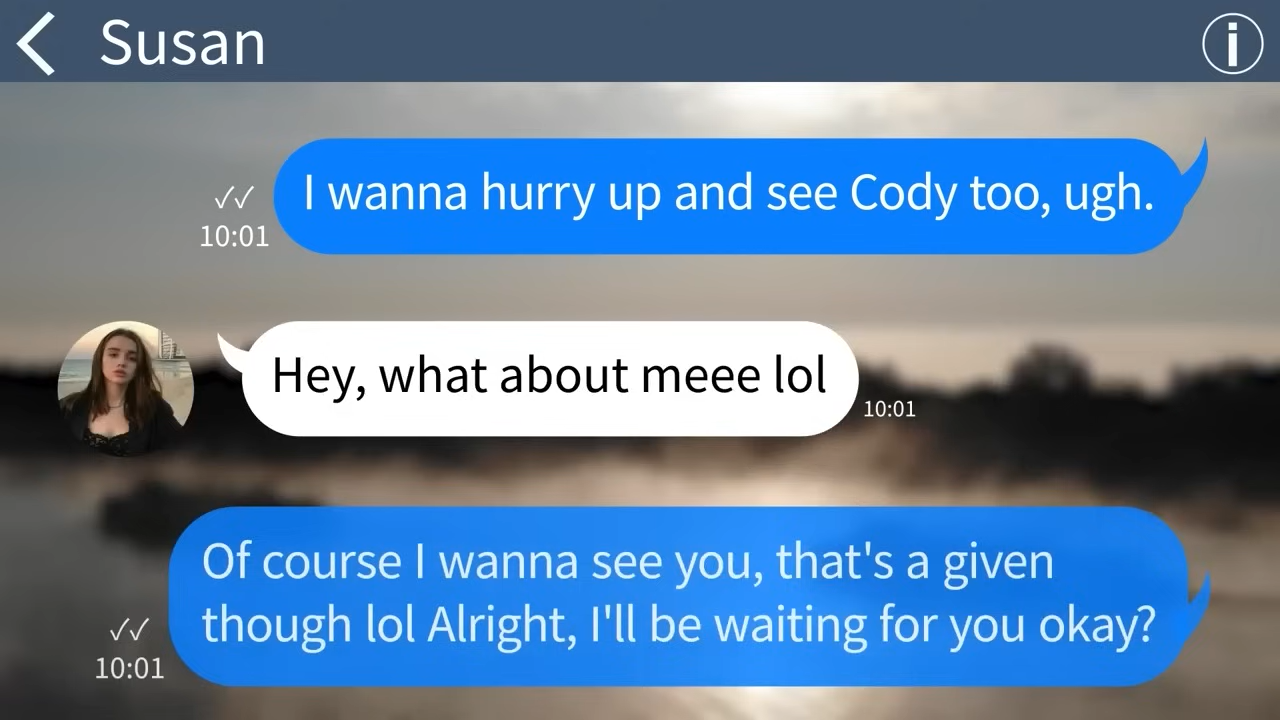 Susan
I wanna hurry up and see Cody too, ugh.
✓✓
10:01
Hey, what about meee lol
10:01
Of course I wanna see you, that's a given
though lol Alright, I'll be waiting for you okay?
✓✓
10:01